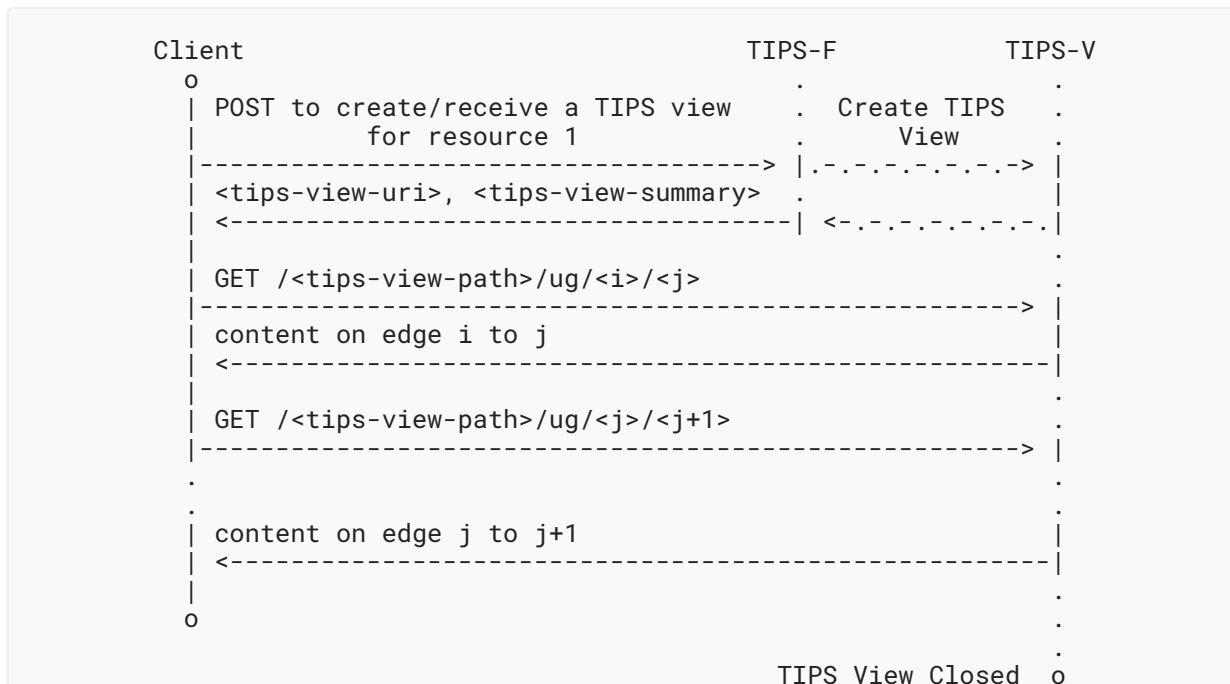 Client                                  TIPS-F           TIPS-V
  o                                       .                .
  | POST to create/receive a TIPS view    .  Create TIPS   .
  |           for resource 1              .      View      .
  |-------------------------------------> |.-.-.-.-.-.-.-> |
  | <tips-view-uri>, <tips-view-summary>  .                |
  | <-------------------------------------| <-.-.-.-.-.-.-.|
  |                                                        .
  | GET /<tips-view-path>/ug/<i>/<j>                       .
  |------------------------------------------------------> |
  | content on edge i to j                                 |
  | <------------------------------------------------------|
  |                                                        .
  | GET /<tips-view-path>/ug/<j>/<j+1>                     .
  |------------------------------------------------------> |
  .                                                        .
  .                                                        .
  | content on edge j to j+1                               |
  | <------------------------------------------------------|
  |                                                        .
  o                                                        .
                                                           .
                                         TIPS View Closed  o